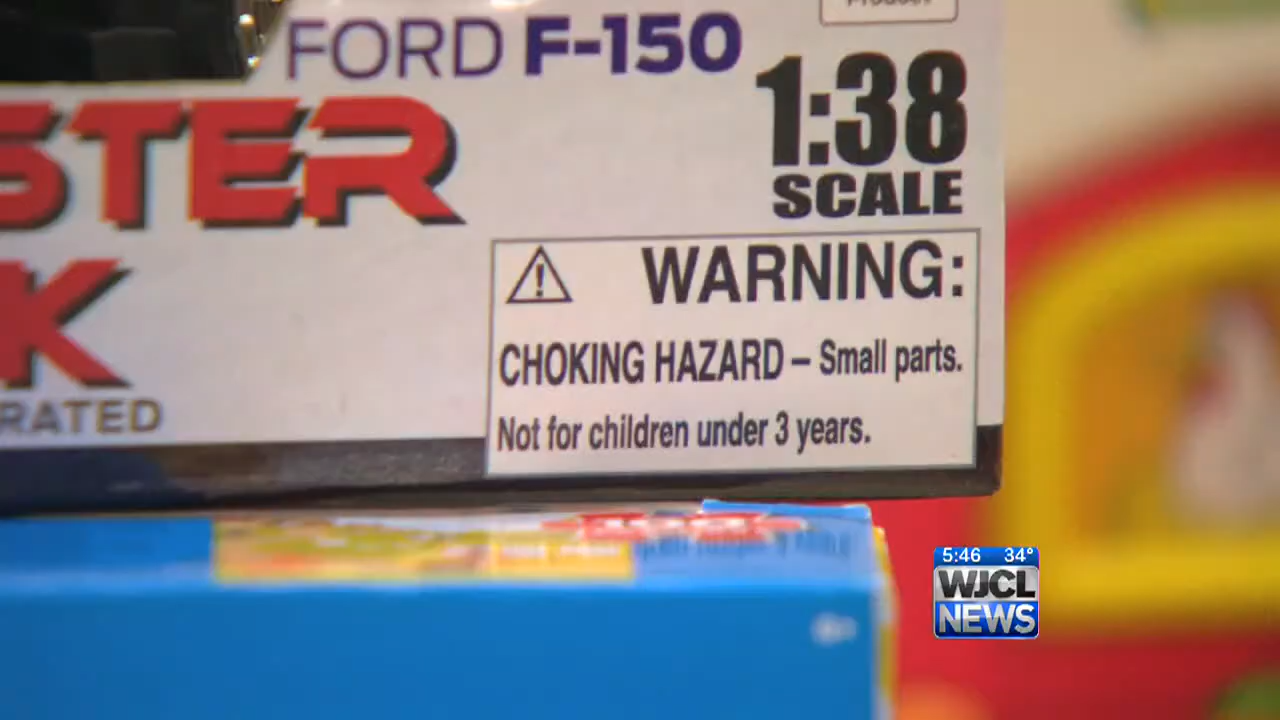 FORD F-150
1:38
SCALE
STER
K
RATED
WARNING:
CHOKING HAZARD – Small parts.
Not for children under 3 years.
5:46 34°
WJCL
NEWS